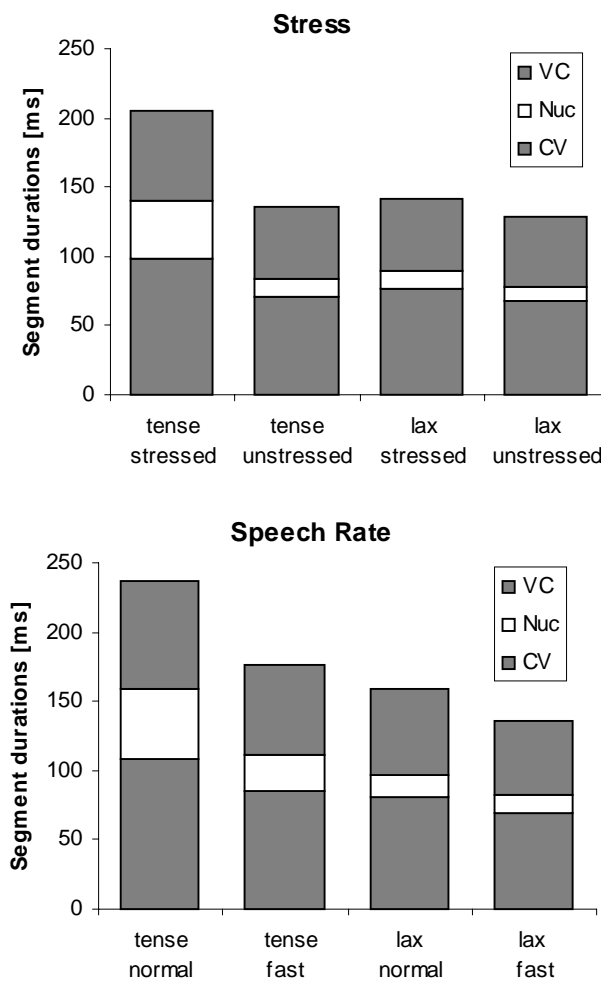 Stress
Segment durations [ms]
250
200
150
100
50
0
VC
Nuc
CV
tense stressed
tense unstressed
lax stressed
lax unstressed
Speech Rate
Segment durations [ms]
250
200
150
100
50
0
VC
Nuc
CV
tense normal
tense fast
lax normal
lax fast